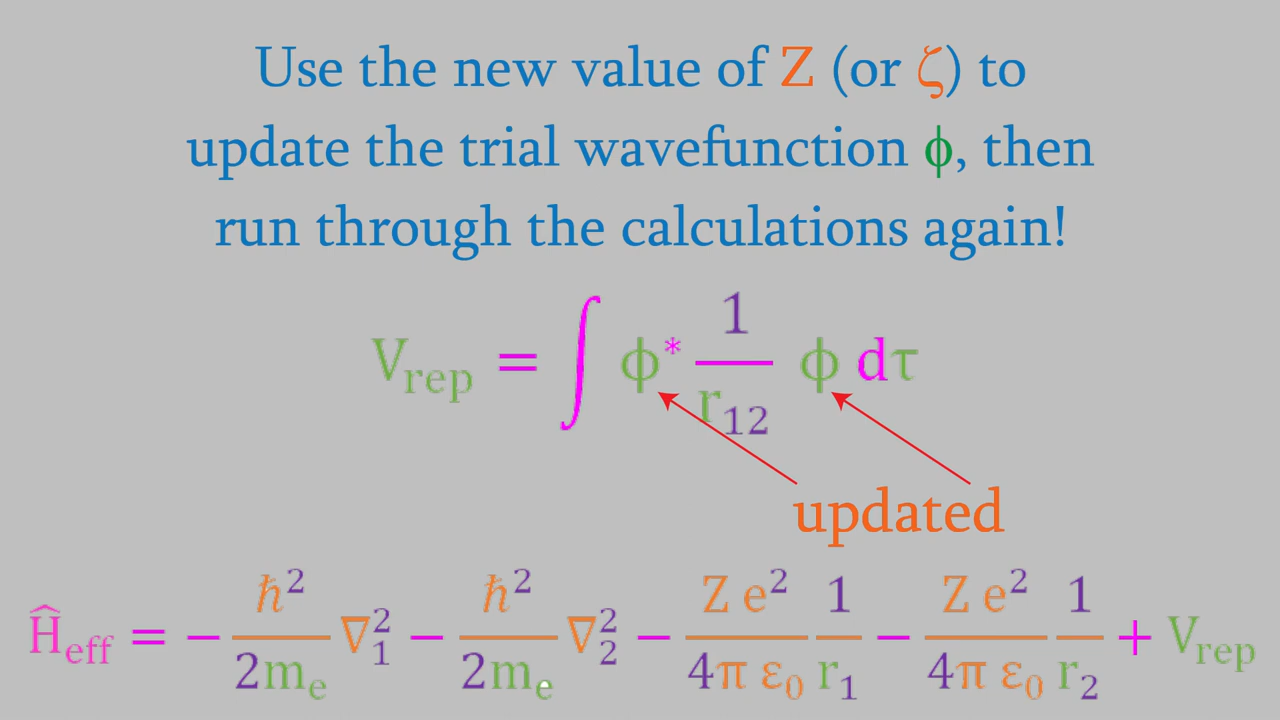 Use the new value of Z (or ζ) to
update the trial wavefunction ϕ, then
run through the calculations again!
V_rep = ∫ ϕ* 1/r₁₂ ϕ dτ
updated
Ĥ_eff = − ħ²/2mₑ ∇₁² − ħ²/2mₑ ∇₂² − Z e²/4π ε₀ 1/r₁ − Z e²/4π ε₀ 1/r₂ + V_rep